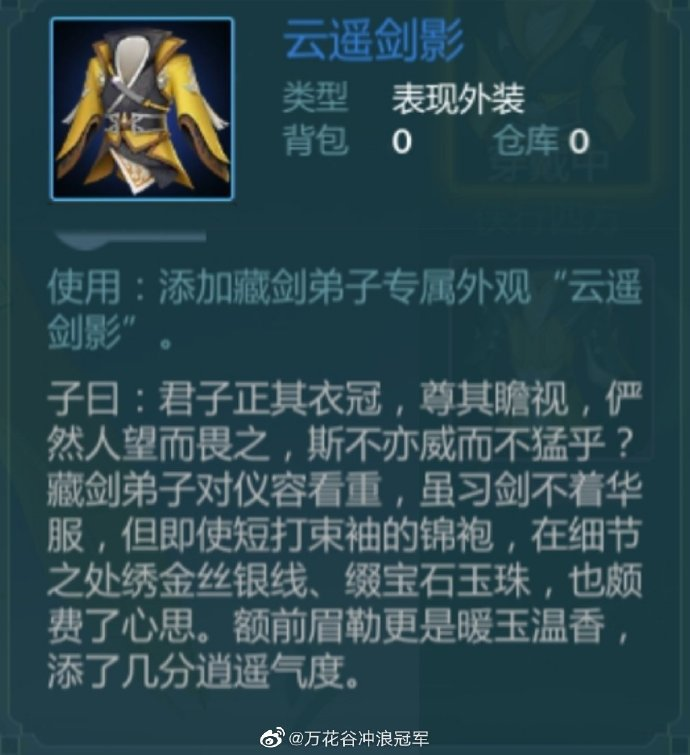 云遥剑影
类型 表现外装
背包 0 仓库 0
使用：添加藏剑弟子专属外观“云遥
剑影”。
子曰：君子正其衣冠，尊其瞻视，俨
然人望而畏之，斯不亦威而不猛乎？
藏剑弟子对仪容看重，虽习剑不着华
服，但即使短打束袖的锦袍，在细节
之处绣金丝银线、缀宝石玉珠，也颇
费了心思。额前眉勒更是暖玉温香，
添了几分逍遥气度。
@万花谷冲浪冠军